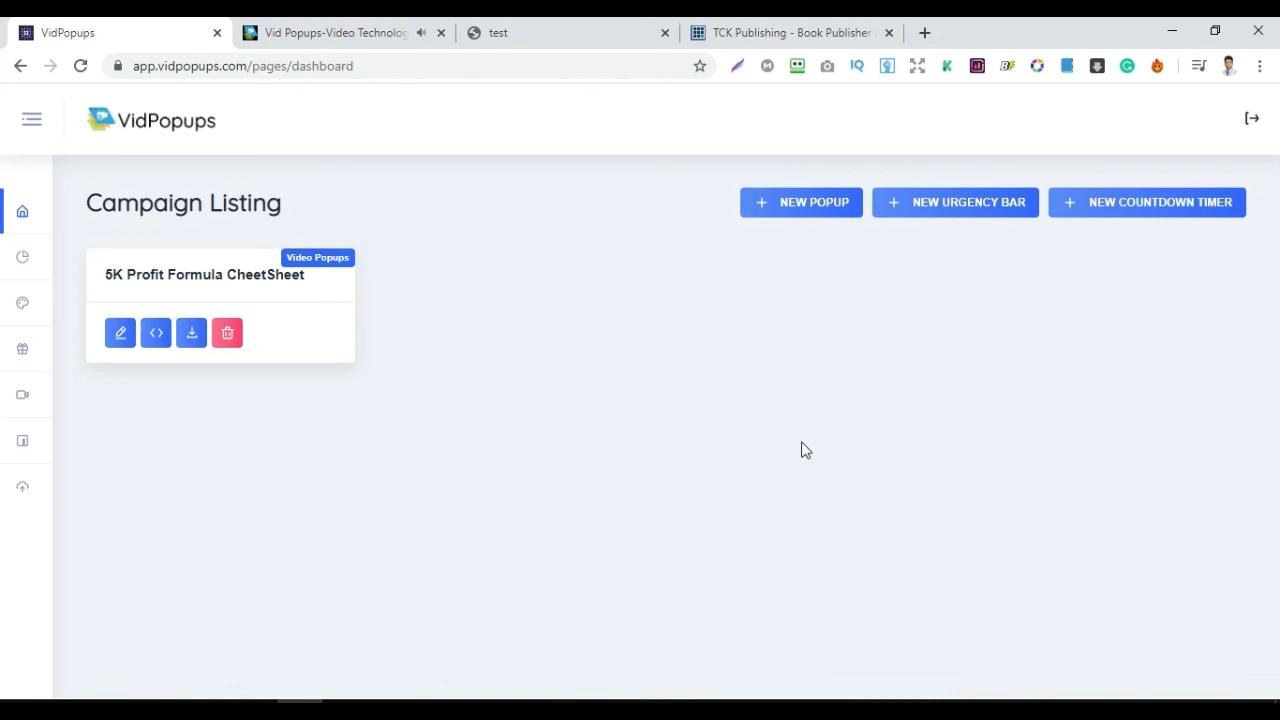 VidPopups
Vid Popups-Video Technolog
test
TCK Publishing - Book Publisher
app.vidpopups.com/pages/dashboard
VidPopups
Campaign Listing
NEW POPUP
NEW URGENCY BAR
NEW COUNTDOWN TIMER
Video Popups
5K Profit Formula CheetSheet